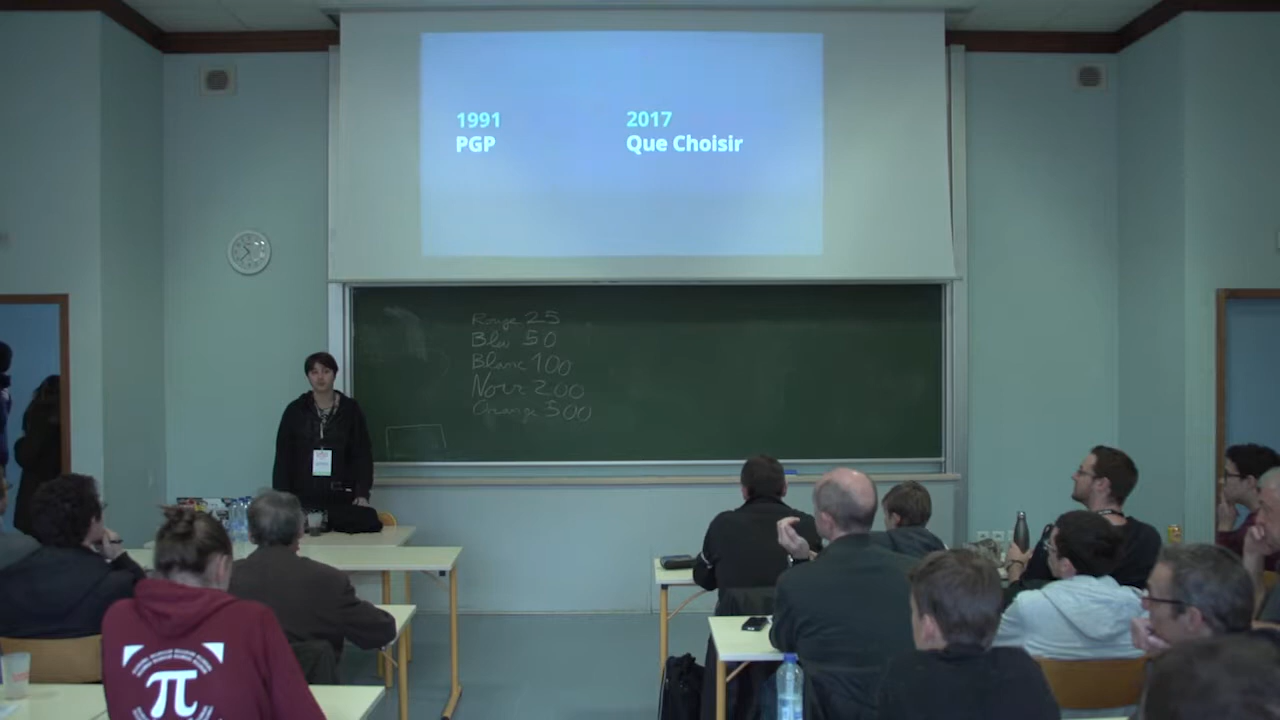 1991
PGP
2017
Que Choisir
Rouge 25
Bleu 50
Blanc 100
Noir 200
Orange 500
π